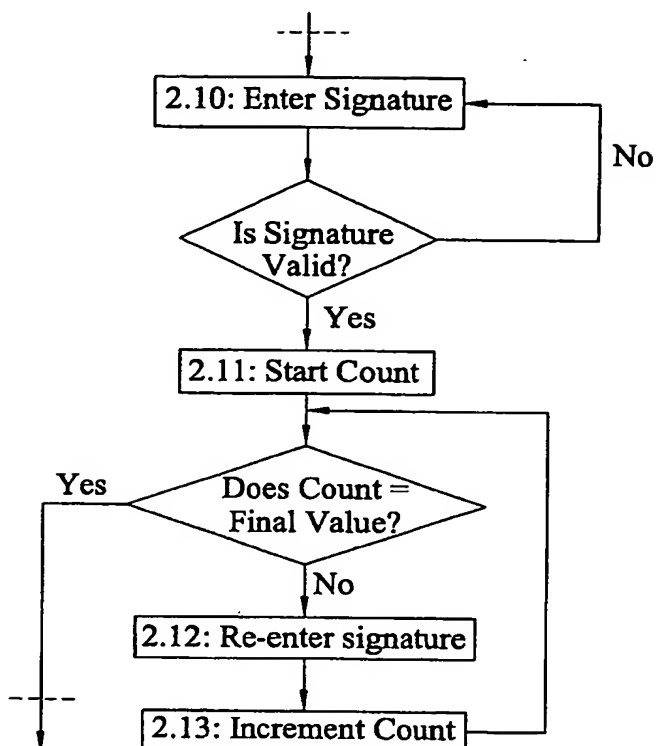 2.10: Enter Signature
No
Is Signature
Valid?
Yes
2.11: Start Count
Yes
Does Count =
Final Value?
No
2.12: Re-enter signature
2.13: Increment Count